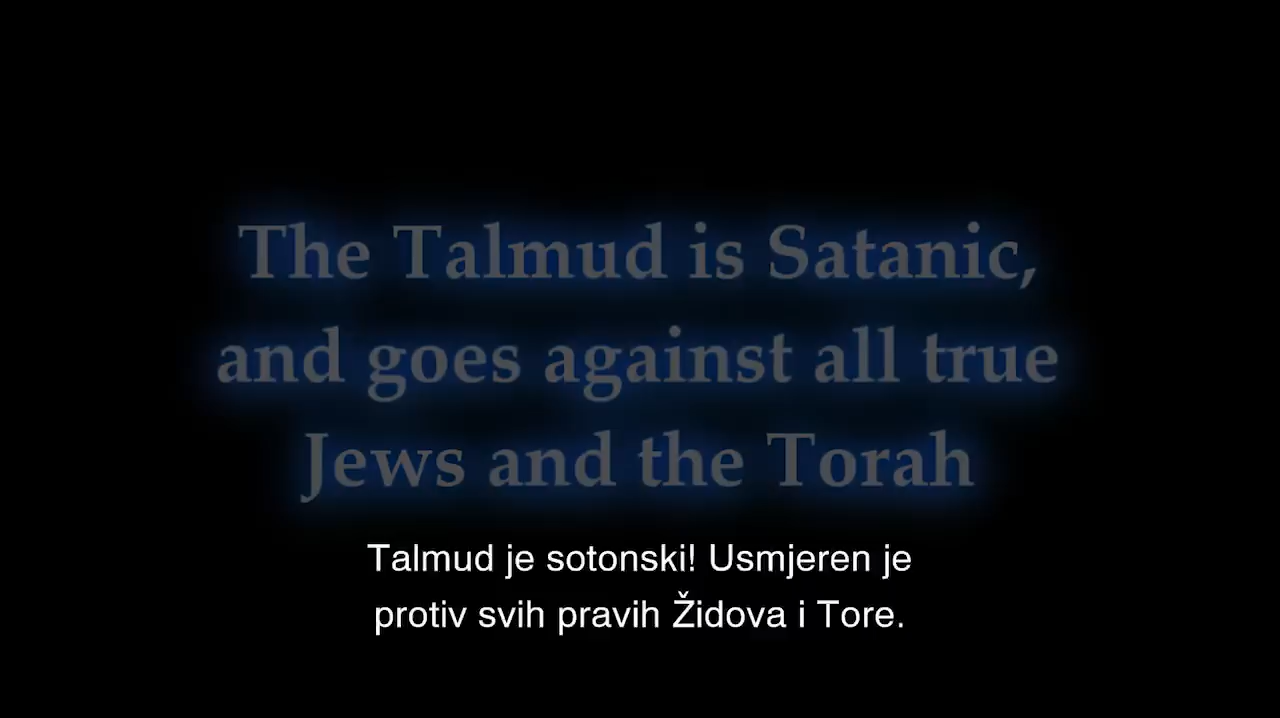 The Talmud is Satanic,
and goes against all true
Jews and the Torah
Talmud je sotonski! Usmjeren je
protiv svih pravih Židova i Tore.